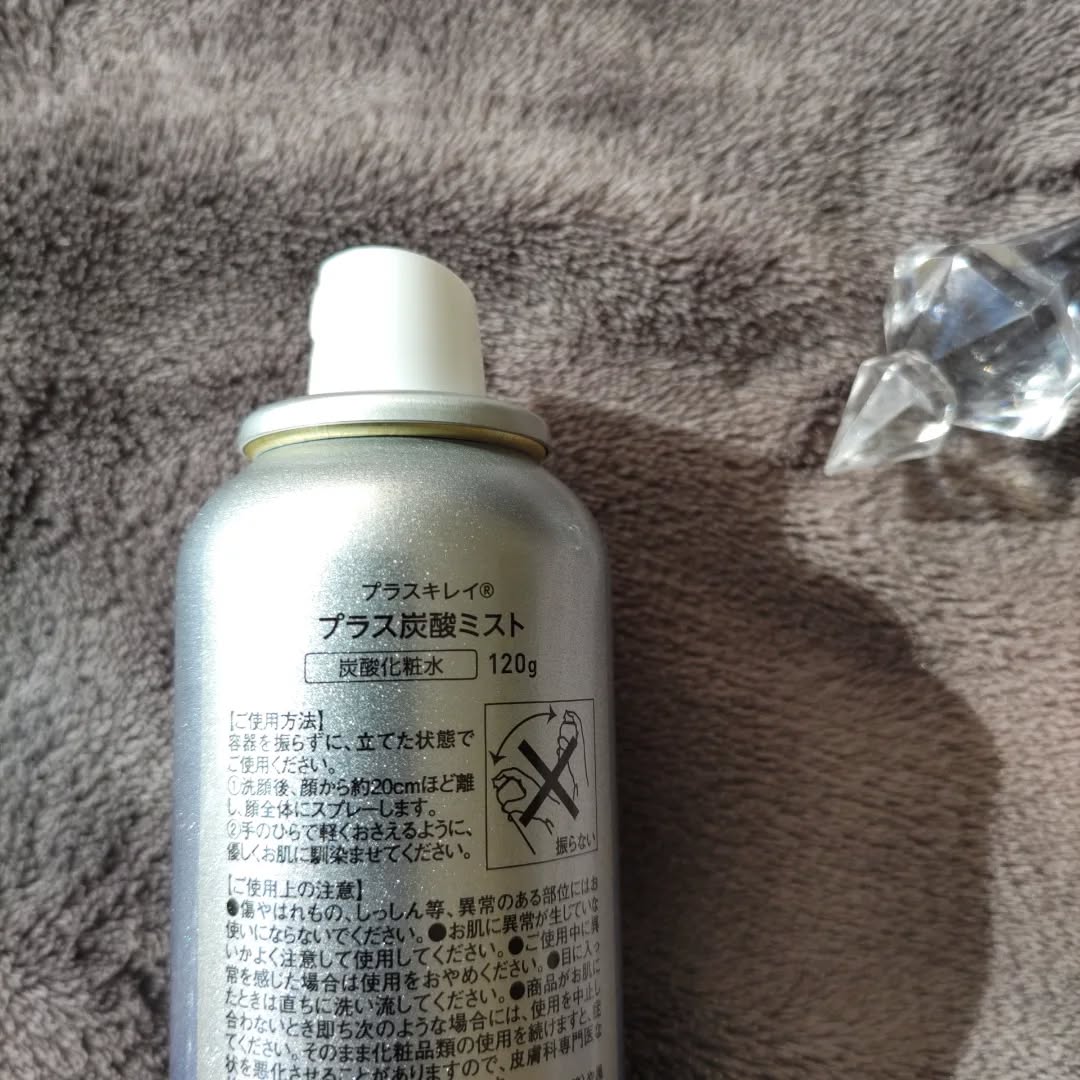 プラスキレイ®
プラス炭酸ミスト
炭酸化粧水 120g
【ご使用方法】
容器を振らずに、立てた状態で
ご使用ください。
①洗顔後、顔から約20cmほど離
し、顔全体にスプレーします。
②手のひらで軽くおさえるように、
優しくお肌に馴染ませてください。
振らない
【ご使用上の注意】
●傷やはれもの、しっしん等、異常のある部位にはお
使いにならないでください。●お肌に異常が生じていな
いかよく注意して使用してください。●ご使用中に異
常を感じた場合は使用をおやめください。●目に入っ
たときは直ちに洗い流してください。●商品がお肌に
合わないとき即ち次のような場合には、使用を中止し
てください。そのまま化粧品類の使用を続けますと、症
状を悪化させることがありますので、皮膚科専門医な